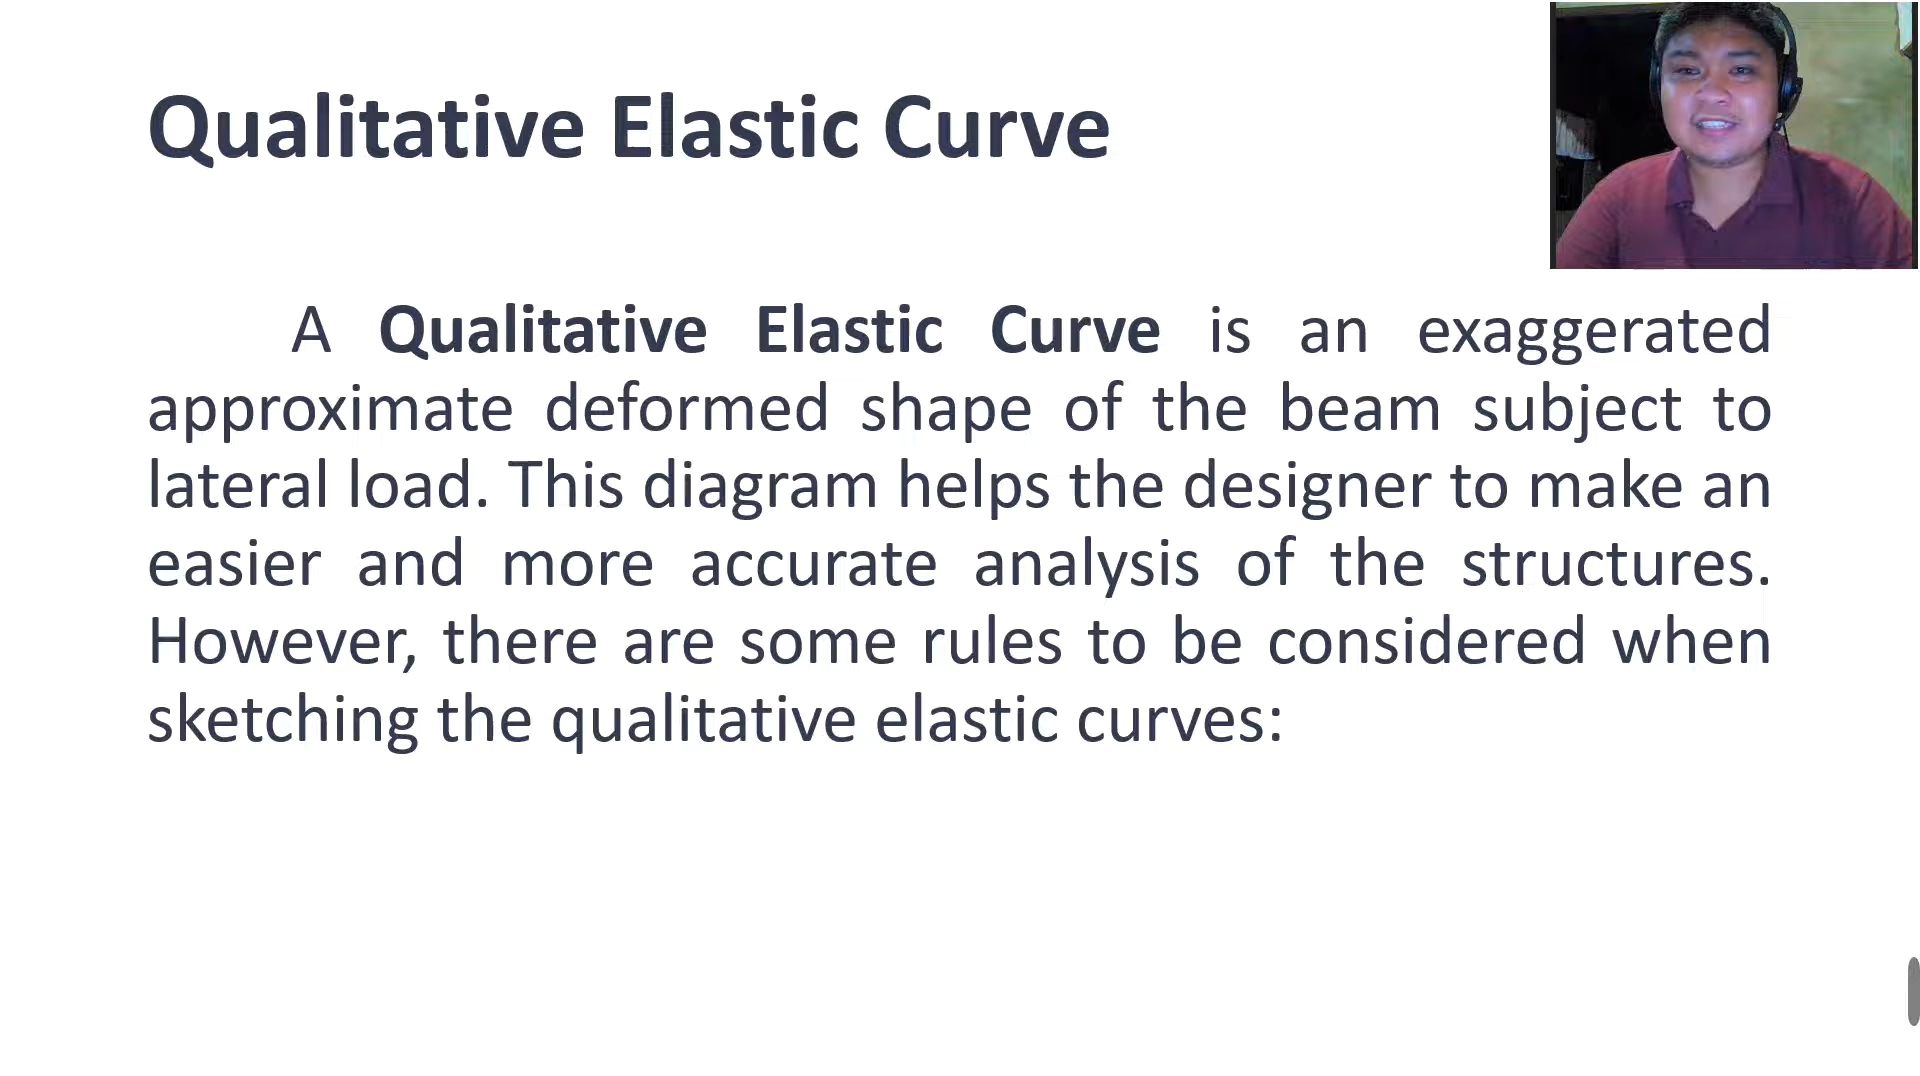 Qualitative Elastic Curve
A Qualitative Elastic Curve is an exaggerated
approximate deformed shape of the beam subject to
lateral load. This diagram helps the designer to make an
easier and more accurate analysis of the structures.
However, there are some rules to be considered when
sketching the qualitative elastic curves: